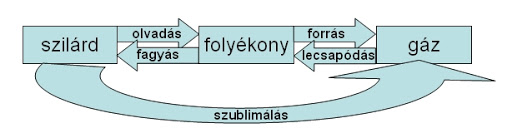 szilárd
olvadás
fagyás
folyékony
forrás
lecsapódás
gáz
szublimálás